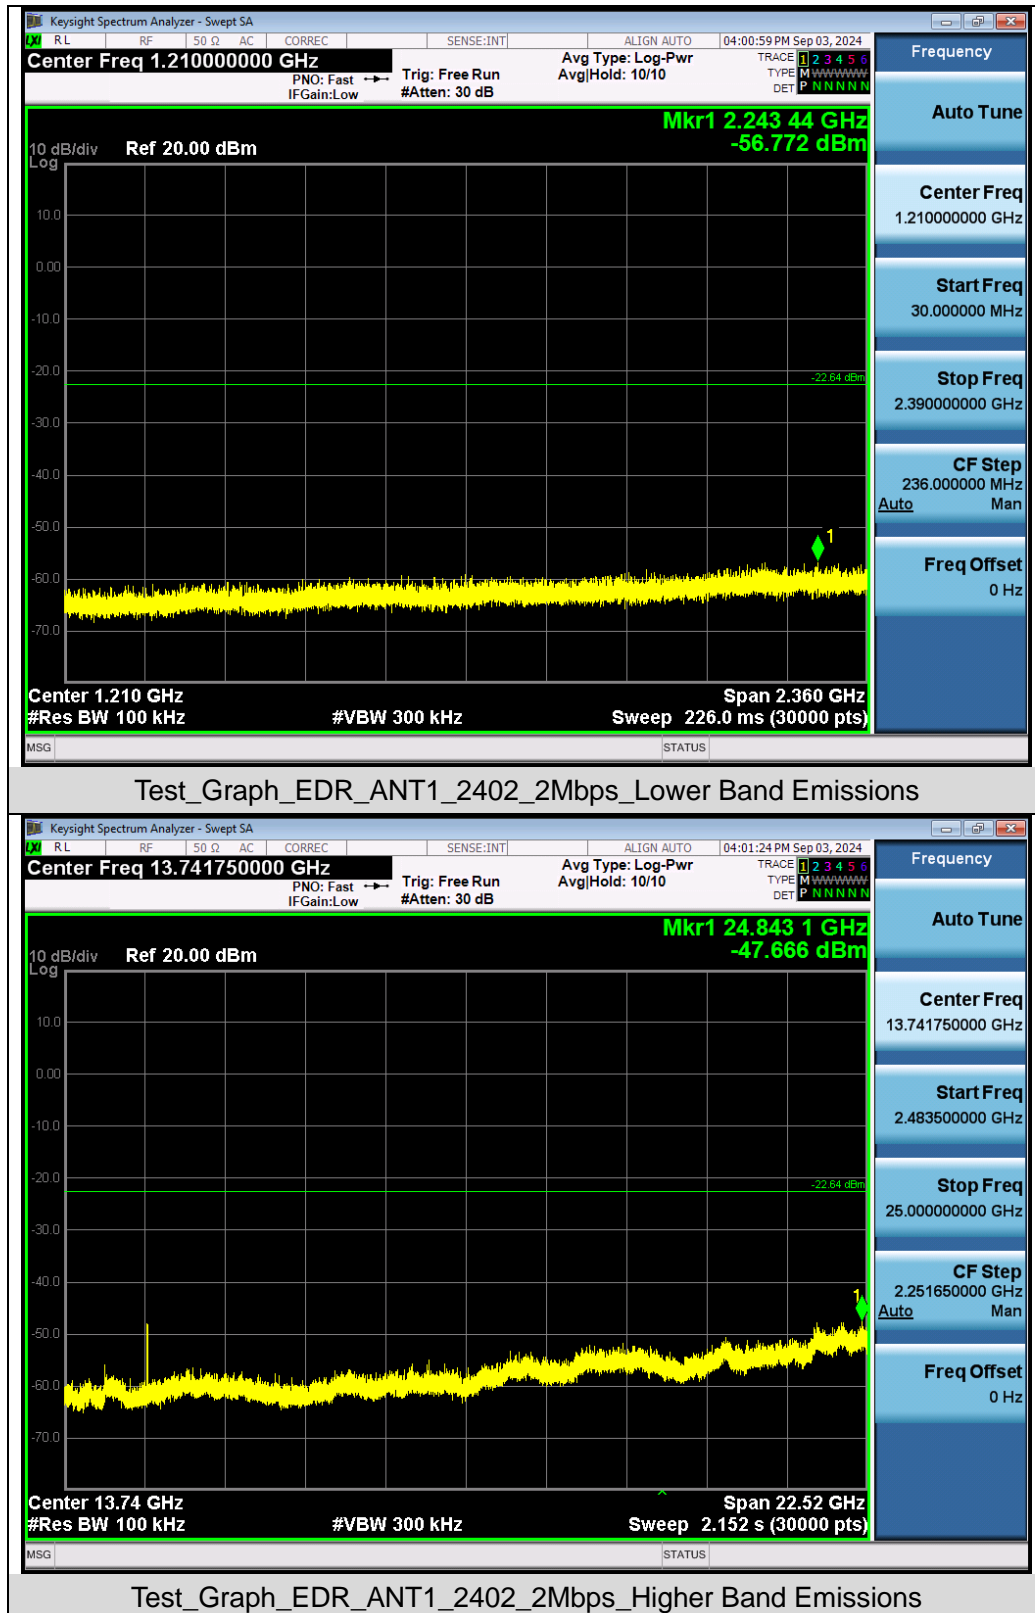 Keysight Spectrum Analyzer - Swept SA
LXI RL RF 50 Ω AC CORREC SENSE:INT ALIGN AUTO 04:00:59 PM Sep 03, 2024
Center Freq 1.210000000 GHz
PNO: Fast
IFGain:Low
Trig: Free Run
#Atten: 30 dB
Avg Type: Log-Pwr
Avg|Hold: 10/10
TRACE 1 2 3 4 5 6
TYPE M WWWWW
DET P N N N N N
Mkr1 2.243 44 GHz
-56.772 dBm
10 dB/div Ref 20.00 dBm
Log
10.0
0.00
-10.0
-20.0
-22.64 dBm
-30.0
-40.0
-50.0
1
-60.0
-70.0
Center 1.210 GHz Span 2.360 GHz
#Res BW 100 kHz #VBW 300 kHz Sweep 226.0 ms (30000 pts)
MSG STATUS
Frequency
Auto Tune
Center Freq
1.210000000 GHz
Start Freq
30.000000 MHz
Stop Freq
2.390000000 GHz
CF Step
236.000000 MHz
Auto Man
Freq Offset
0 Hz
Test_Graph_EDR_ANT1_2402_2Mbps_Lower Band Emissions
Keysight Spectrum Analyzer - Swept SA
LXI RL RF 50 Ω AC CORREC SENSE:INT ALIGN AUTO 04:01:24 PM Sep 03, 2024
Center Freq 13.741750000 GHz
PNO: Fast
IFGain:Low
Trig: Free Run
#Atten: 30 dB
Avg Type: Log-Pwr
Avg|Hold: 10/10
TRACE 1 2 3 4 5 6
TYPE M WWWWW
DET P N N N N N
Mkr1 24.843 1 GHz
-47.666 dBm
10 dB/div Ref 20.00 dBm
Log
10.0
0.00
-10.0
-20.0
-22.64 dBm
-30.0
-40.0
1
-50.0
-60.0
-70.0
Center 13.74 GHz Span 22.52 GHz
#Res BW 100 kHz #VBW 300 kHz Sweep 2.152 s (30000 pts)
MSG STATUS
Frequency
Auto Tune
Center Freq
13.741750000 GHz
Start Freq
2.483500000 GHz
Stop Freq
25.000000000 GHz
CF Step
2.251650000 GHz
Auto Man
Freq Offset
0 Hz
Test_Graph_EDR_ANT1_2402_2Mbps_Higher Band Emissions